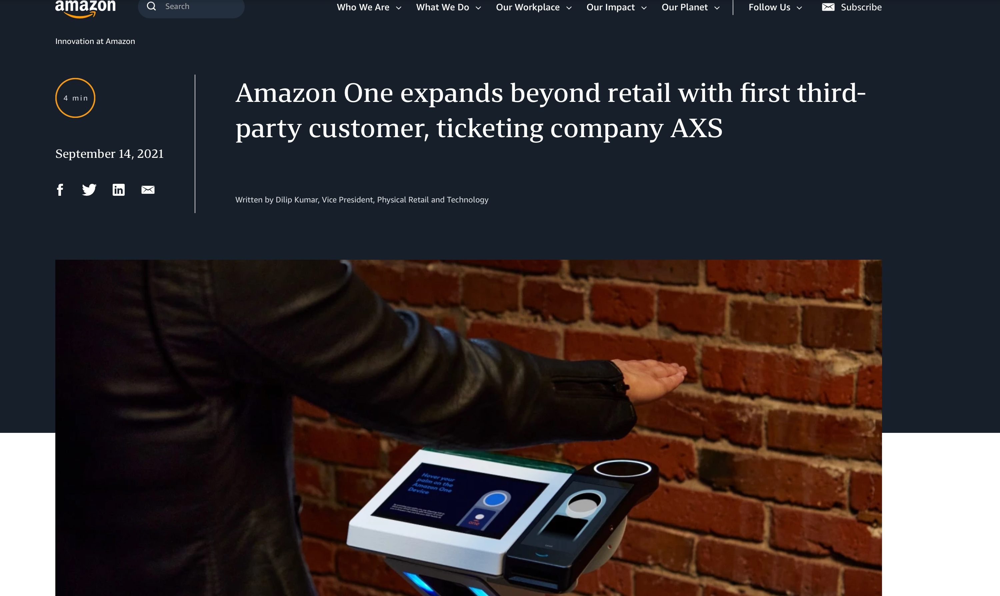 amazon
Search
Who We Are
What We Do
Our Workplace
Our Impact
Our Planet
Follow Us
Subscribe
Innovation at Amazon
4 min
September 14, 2021
Amazon One expands beyond retail with first third-
party customer, ticketing company AXS
Written by Dilip Kumar, Vice President, Physical Retail and Technology
Hover your
palm on the
Amazon One
Device
one